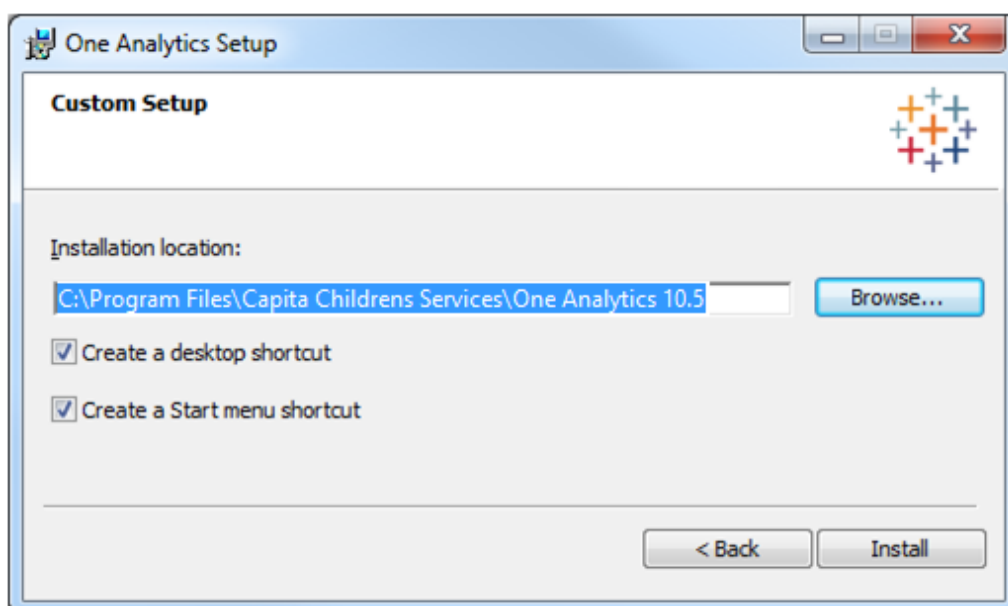 One Analytics Setup
Custom Setup
Installation location:
C:\Program Files\Capita Childrens Services\One Analytics 10.5
Browse...
Create a desktop shortcut
Create a Start menu shortcut
< Back
Install